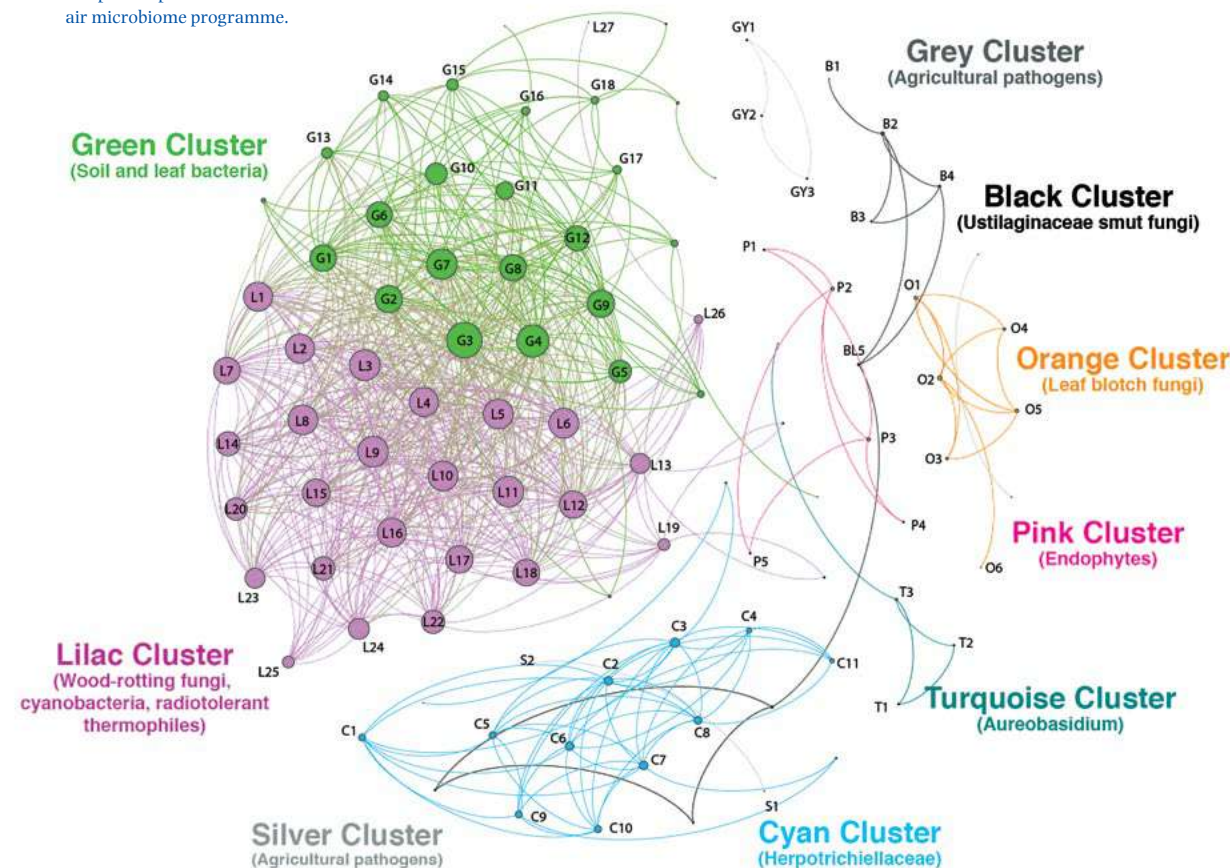 air microbiome programme.
L27
GY1
Grey Cluster
(Agricultural pathogens)
B1
G15
G14
G16
G18
GY2
B2
G13
Green Cluster
(Soil and leaf bacteria)
G10
G11
G17
GY3
B4
Black Cluster
(Ustilaginaceae smut fungi)
G6
B3
G12
P1
G1
G7
G8
P2
O1
L1
G2
G9
L26
O4
G3
G4
L2
BL5
Orange Cluster
(Leaf blotch fungi)
L7
L3
G5
O2
L4
L5
O5
L8
L6
P3
L14
L9
O3
L13
L10
L15
L11
L20
L12
P4
Pink Cluster
(Endophytes)
L16
L19
L17
P5
L21
L18
O6
L23
T3
L22
C4
C3
T2
L24
Lilac Cluster
(Wood-rotting fungi,
cyanobacteria, radiotolerant
thermophiles)
L25
S2
C2
C11
Turquoise Cluster
(Aureobasidium)
T1
C1
C5
C6
C8
C7
S1
C9
C10
Silver Cluster
(Agricultural pathogens)
Cyan Cluster
(Herpotrichiellaceae)